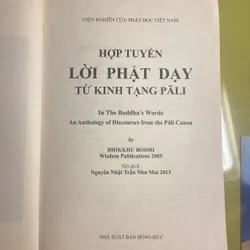 VIỆN NGHIÊN CỨU PHẬT HỌC VIỆT NAM
HỢP TUYỂN
LỜI PHẬT DẠY
TỪ KINH TẠNG PĀLI
In The Buddha's Words
An Anthology of Discourses from the Pāli Canon
by
BHIKKHU BODHI
Wisdom Publications 2005
Việt dịch
Nguyên Nhật Trần Như Mai 2015
NHÀ XUẤT BẢN HỒNG ĐỨC